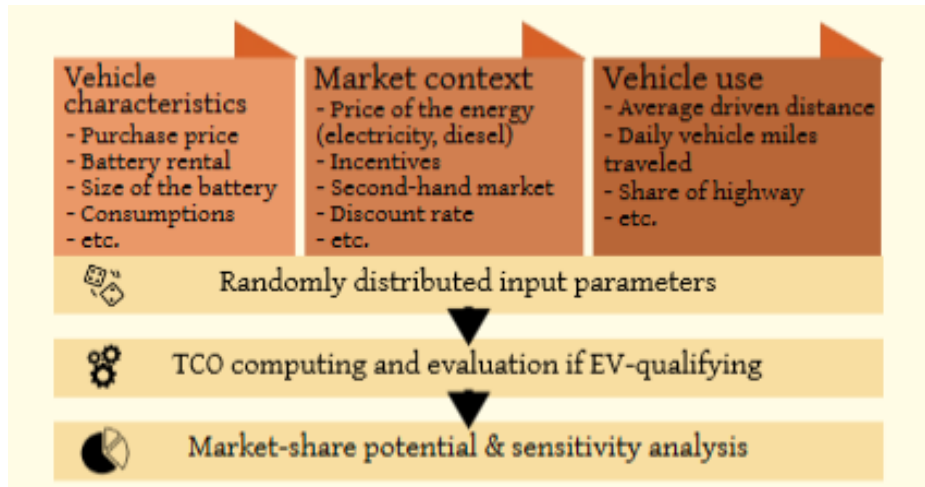 Vehicle
characteristics
- Purchase price
- Battery rental
- Size of the battery
- Consumptions
- etc.
Market context
- Price of the energy
(electricity, diesel)
- Incentives
- Second-hand market
- Discount rate
- etc.
Vehicle use
- Average driven distance
- Daily vehicle miles
traveled
- Share of highway
- etc.
Randomly distributed input parameters
TCO computing and evaluation if EV-qualifying
Market-share potential & sensitivity analysis